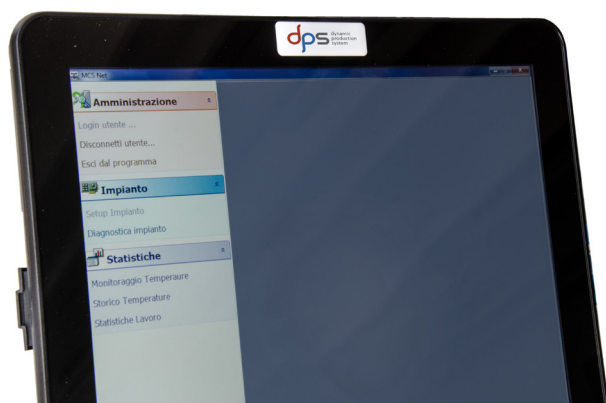 dps dynamic
production
system
MCS Net
Amministrazione
Login utente ...
Disconnetti utente...
Esci dal programma
Impianto
Setup Impianto
Diagnostica impianto
Statistiche
Monitoraggio Temperaure
Storico Temperature
Statistiche Lavoro